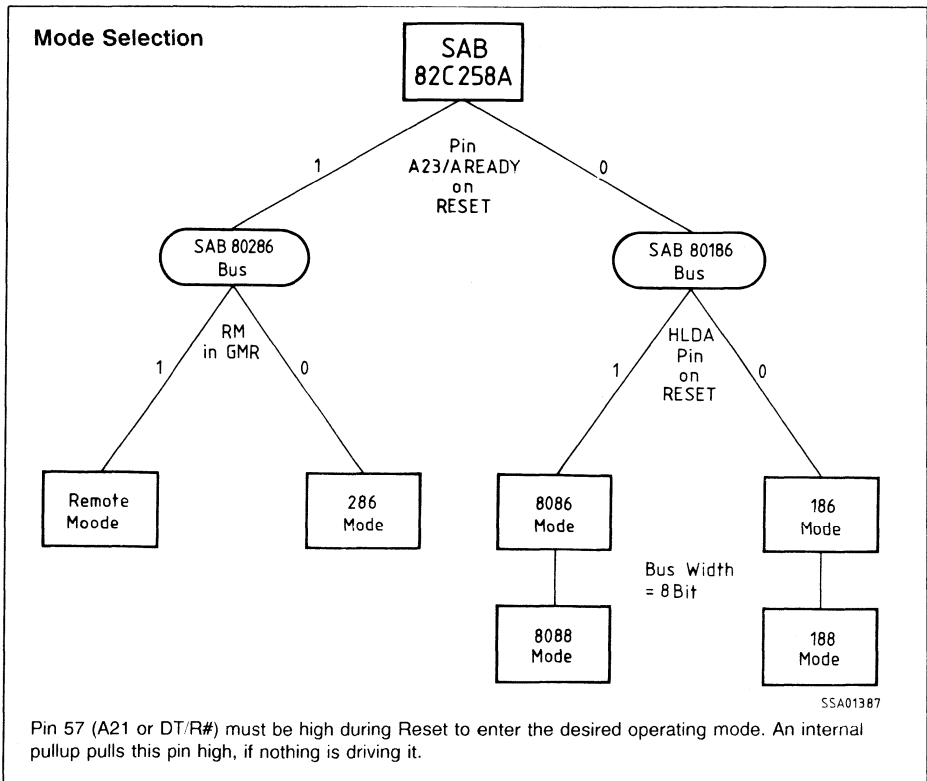 Mode Selection
SAB
82C258A
Pin
A23/AREADY
on
RESET
1
0
SAB 80286
Bus
SAB 80186
Bus
RM
in GMR
1
0
HLDA
Pin
on
RESET
1
0
Remote
Moode
286
Mode
8086
Mode
186
Mode
Bus Width
= 8 Bit
8088
Mode
188
Mode
SSA01387
Pin 57 (A21 or DT/R#) must be high during Reset to enter the desired operating mode. An internal
pullup pulls this pin high, if nothing is driving it.